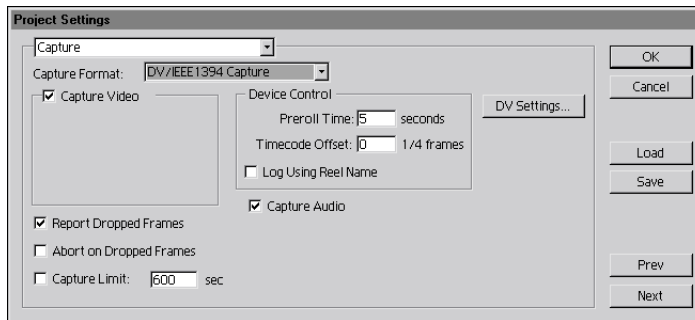 Project Settings
Capture
OK
Capture Format: DV/IEEE1394 Capture
Cancel
Capture Video
Device Control
DV Settings...
Preroll Time: 5 seconds
Timecode Offset: 0 1/4 frames
Load
Log Using Reel Name
Save
Capture Audio
Report Dropped Frames
Abort on Dropped Frames
Prev
Capture Limit: 600 sec
Next